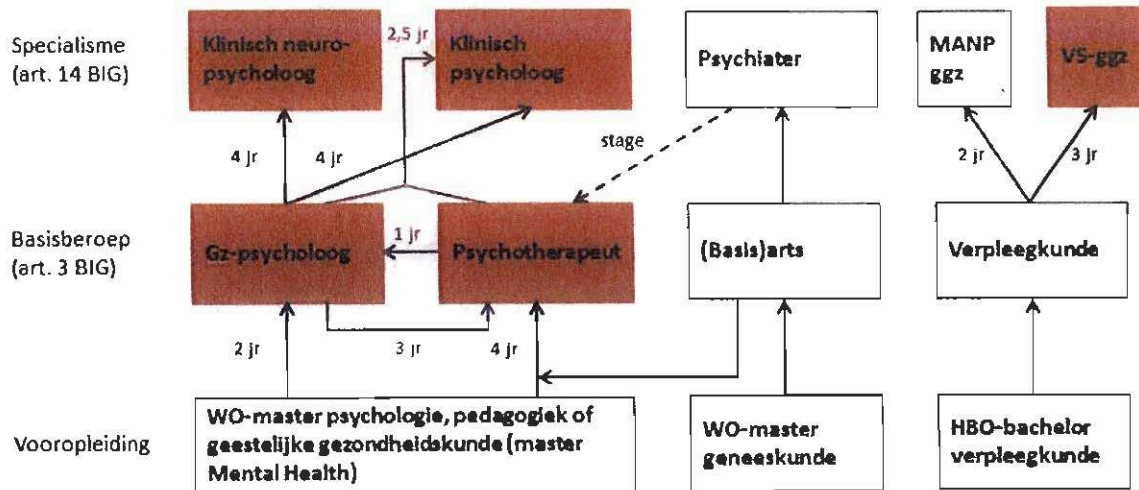 Specialisme
(art. 14 BIG)
Klinisch neuro-
psycholoog
2,5 jr
Klinisch
psycholoog
Psychiater
MANP
ggz
VS-ggz
4 jr
4 jr
stage
2 jr
3 jr
Basisberoep
(art. 3 BIG)
Gz-psycholoog
1 jr
Psychotherapeut
(Basis)arts
Verpleegkunde
2 jr
3 jr
4 jr
Vooropleiding
WO-master psychologie, pedagogiek of
geestelijke gezondheidskunde (master
Mental Health)
WO-master
geneeskunde
HBO-bachelor
verpleegkunde